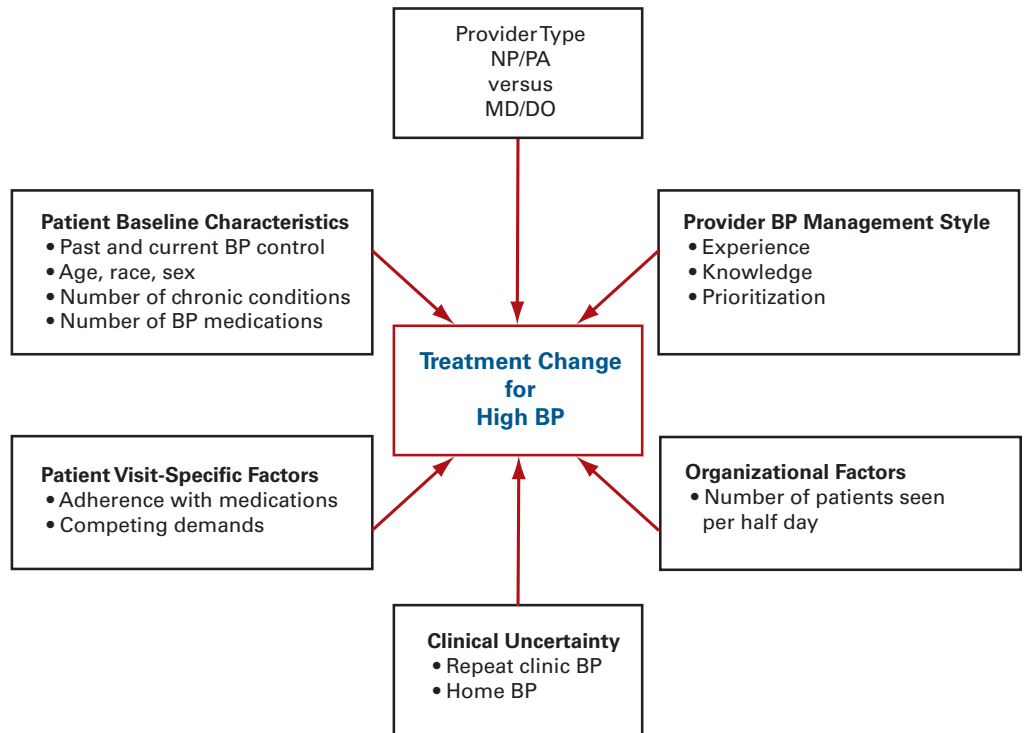 Provider Type
NP/PA
versus
MD/DO
Patient Baseline Characteristics
• Past and current BP control
• Age, race, sex
• Number of chronic conditions
• Number of BP medications
Provider BP Management Style
• Experience
• Knowledge
• Prioritization
Treatment Change
for
High BP
Patient Visit-Specific Factors
• Adherence with medications
• Competing demands
Organizational Factors
• Number of patients seen
per half day
Clinical Uncertainty
• Repeat clinic BP
• Home BP